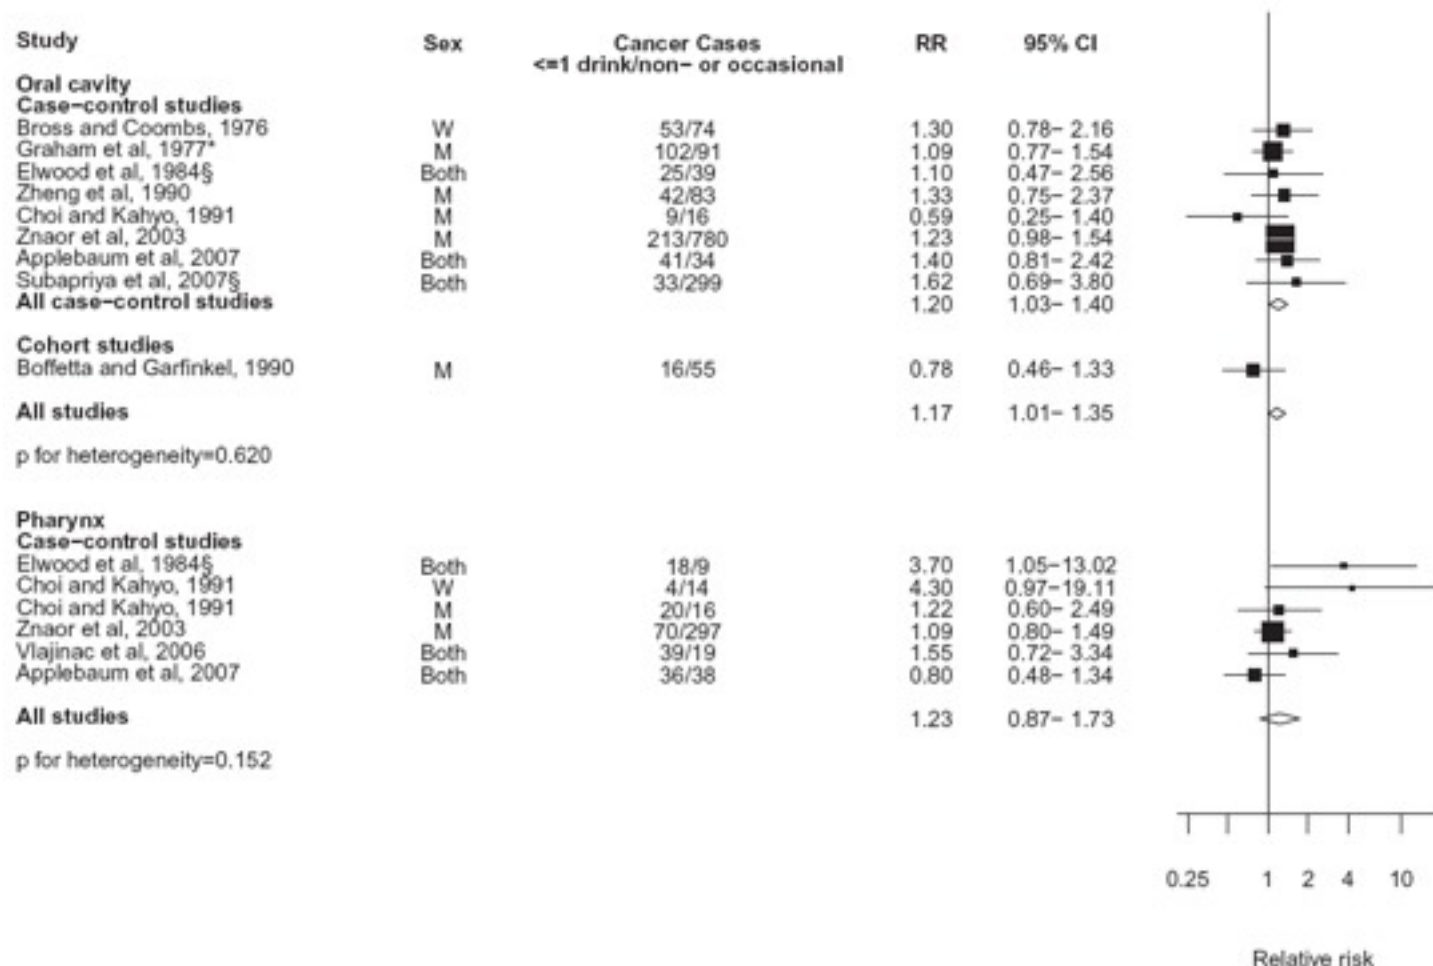 Study Sex Cancer Cases RR 95% CI
<=1 drink/non− or occasional
Oral cavity
Case−control studies
Bross and Coombs, 1976 W 53/74 1.30 0.78− 2.16
Graham et al, 1977* M 102/91 1.09 0.77− 1.54
Elwood et al, 1984§ Both 25/39 1.10 0.47− 2.56
Zheng et al, 1990 M 42/83 1.33 0.75− 2.37
Choi and Kahyo, 1991 M 9/16 0.59 0.25− 1.40
Znaor et al, 2003 M 213/780 1.23 0.98− 1.54
Applebaum et al, 2007 Both 41/34 1.40 0.81− 2.42
Subapriya et al, 2007§ Both 33/299 1.62 0.69− 3.80
All case−control studies 1.20 1.03− 1.40
Cohort studies
Boffetta and Garfinkel, 1990 M 16/55 0.78 0.46− 1.33
All studies 1.17 1.01− 1.35
p for heterogeneity=0.620
Pharynx
Case−control studies
Elwood et al, 1984§ Both 18/9 3.70 1.05−13.02
Choi and Kahyo, 1991 W 4/14 4.30 0.97−19.11
Choi and Kahyo, 1991 M 20/16 1.22 0.60− 2.49
Znaor et al, 2003 M 70/297 1.09 0.80− 1.49
Vlajinac et al, 2006 Both 39/19 1.55 0.72− 3.34
Applebaum et al, 2007 Both 36/38 0.80 0.48− 1.34
All studies 1.23 0.87− 1.73
p for heterogeneity=0.152
0.25 1 2 4 10
Relative risk